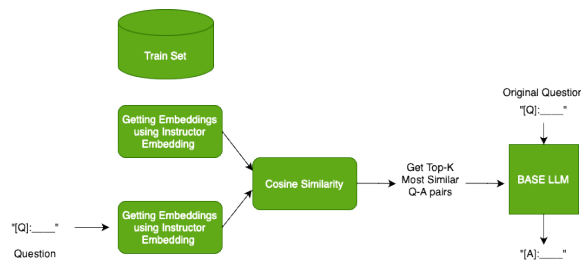 Train Set
Getting Embeddings
using Instructor
Embedding
Cosine Similarity
Get Top-K
Most Similar
Q-A pairs
Original Question
"[Q]:____"
BASE LLM
"[A]:____"
"[Q]:____"
Question
Getting Embeddings
using Instructor
Embedding